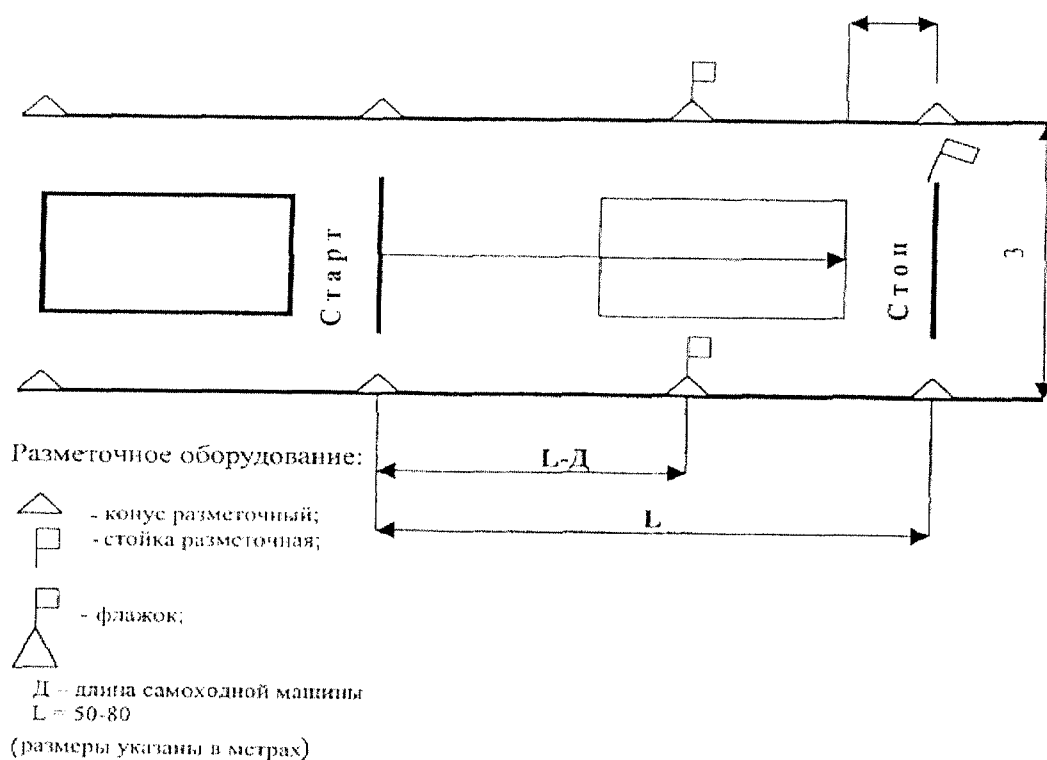 Старт
Стоп
3
L-Д
L
Разметочное оборудование:
- конус разметочный;
- стойка разметочная;
- флажок;
Д – длина самоходной машины
L = 50-80
(размеры указаны в метрах)